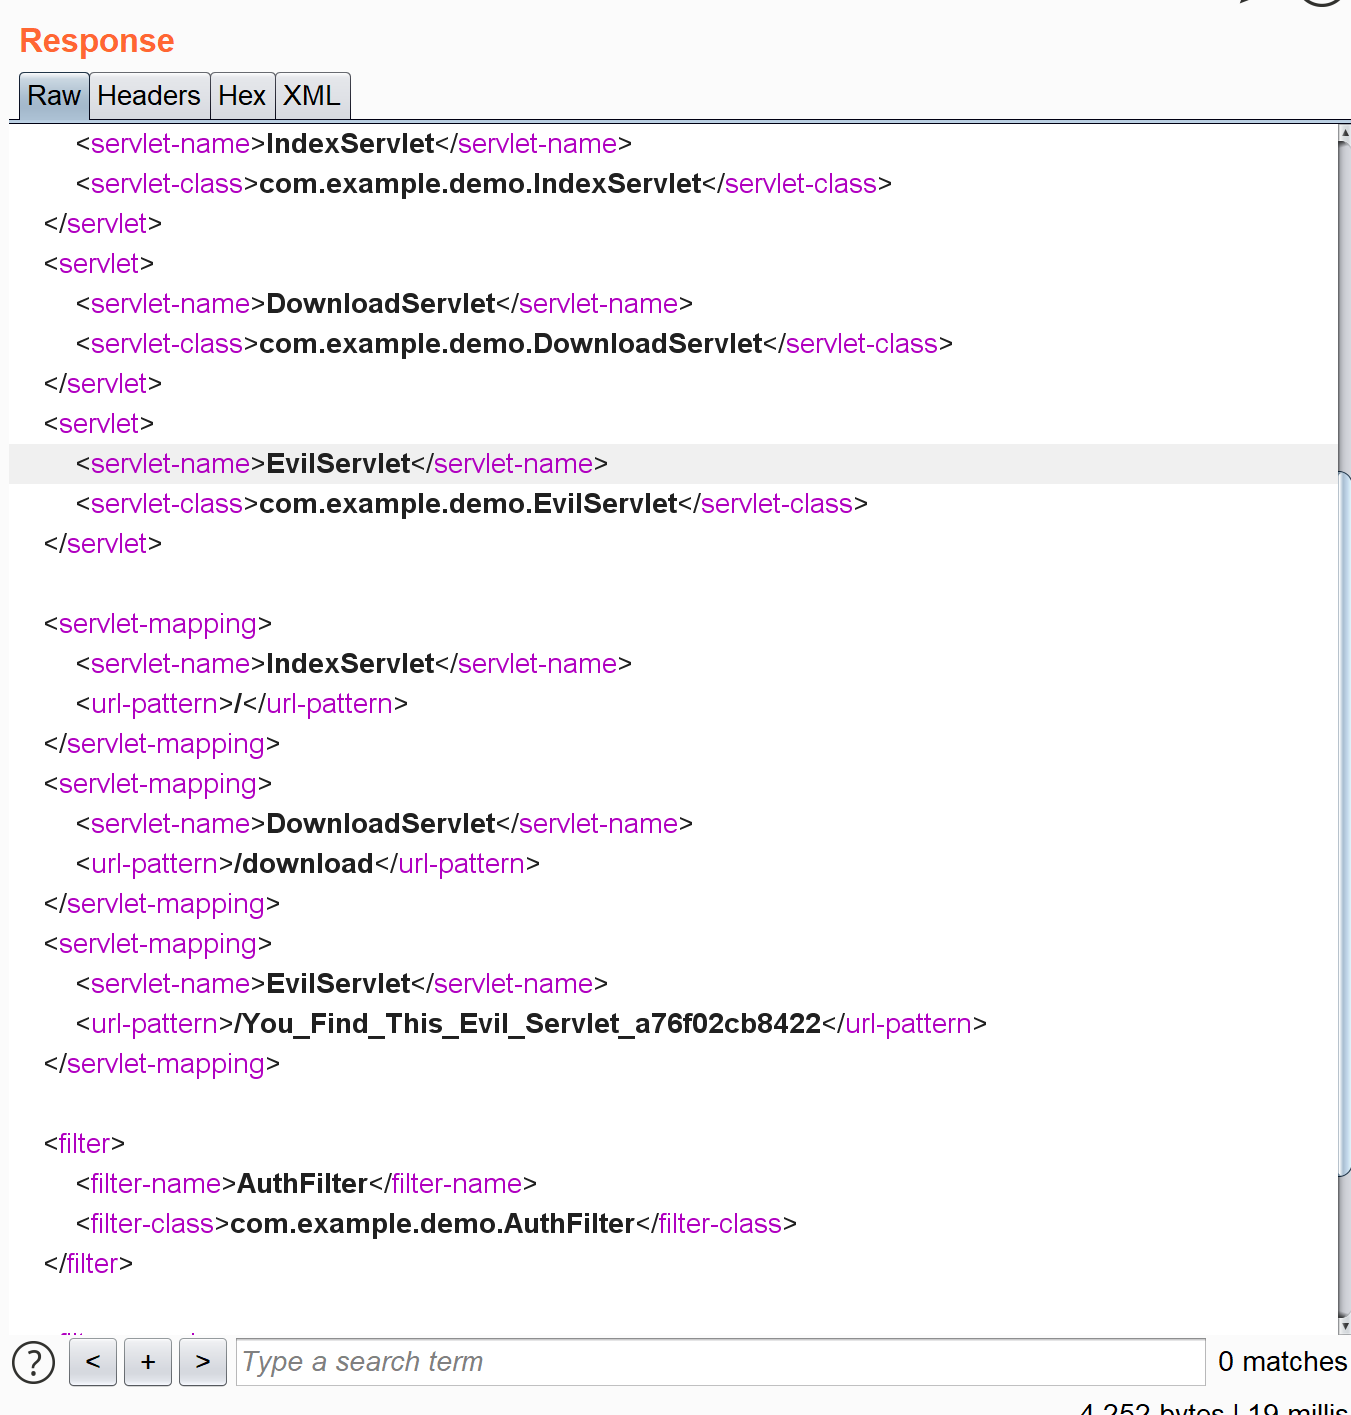 Response
Raw Headers Hex XML
<servlet-name>IndexServlet</servlet-name>
<servlet-class>com.example.demo.IndexServlet</servlet-class>
</servlet>
<servlet>
<servlet-name>DownloadServlet</servlet-name>
<servlet-class>com.example.demo.DownloadServlet</servlet-class>
</servlet>
<servlet>
<servlet-name>EvilServlet</servlet-name>
<servlet-class>com.example.demo.EvilServlet</servlet-class>
</servlet>
<servlet-mapping>
<servlet-name>IndexServlet</servlet-name>
<url-pattern>/</url-pattern>
</servlet-mapping>
<servlet-mapping>
<servlet-name>DownloadServlet</servlet-name>
<url-pattern>/download</url-pattern>
</servlet-mapping>
<servlet-mapping>
<servlet-name>EvilServlet</servlet-name>
<url-pattern>/You_Find_This_Evil_Servlet_a76f02cb8422</url-pattern>
</servlet-mapping>
<filter>
<filter-name>AuthFilter</filter-name>
<filter-class>com.example.demo.AuthFilter</filter-class>
</filter>
? < + > Type a search term 0 matches
4,252 bytes | 19 millis